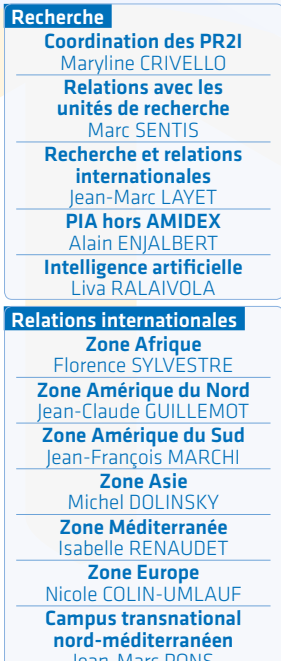 Recherche
Coordination des PR2I
Maryline CRIVELLO
Relations avec les
unités de recherche
Marc SENTIS
Recherche et relations
internationales
Jean-Marc LAYET
PIA hors AMIDEX
Alain ENJALBERT
Intelligence artificielle
Liva RALAIVOLA
Relations internationales
Zone Afrique
Florence SYLVESTRE
Zone Amérique du Nord
Jean-Claude GUILLEMOT
Zone Amérique du Sud
Jean-François MARCHI
Zone Asie
Michel DOLINSKY
Zone Méditerranée
Isabelle RENAUDET
Zone Europe
Nicole COLIN-UMLAUF
Campus transnational
nord-méditerranéen
Jean-Marc PONS